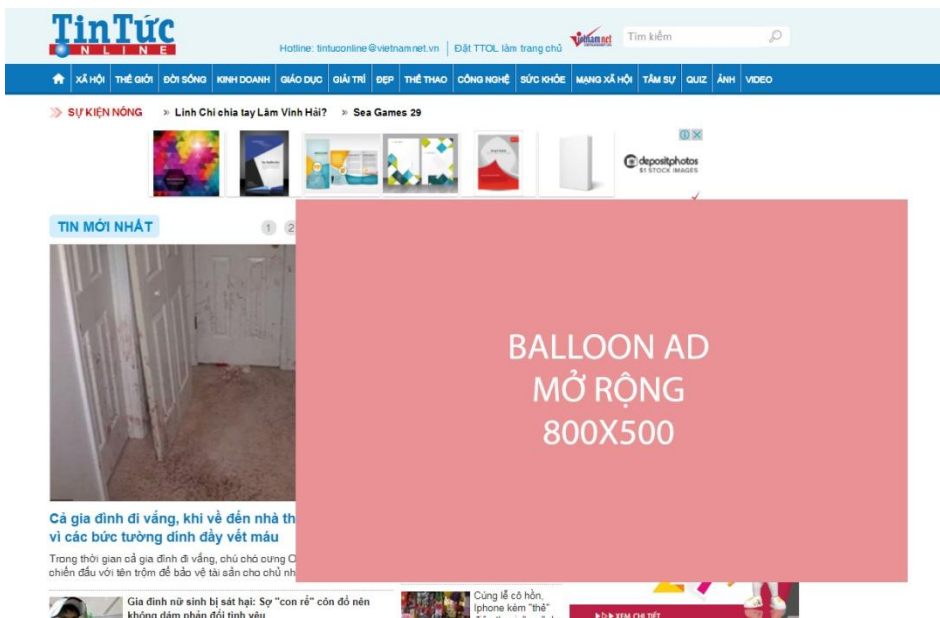 TinTức
ONLINE
Hotline: tintuconline@vietnamnet.vn | Đặt TTOL làm trang chủ
Vietnamnet
Tìm kiếm
XÃ HỘI THẾ GIỚI ĐỜI SỐNG KINH DOANH GIÁO DỤC GIẢI TRÍ ĐẸP THỂ THAO CÔNG NGHỆ SỨC KHỎE MẠNG XÃ HỘI TÂM SỰ QUIZ ẢNH VIDEO
SỰ KIỆN NÓNG » Linh Chi chia tay Lâm Vinh Hải? » Sea Games 29
depositphotos
$1 STOCK IMAGES
TIN MỚI NHẤT 1 2
BALLOON AD
MỞ RỘNG
800X500
Cả gia đình đi vắng, khi về đến nhà th
vì các bức tường dính đầy vết máu
Trong thời gian cả gia đình đi vắng, chú chó cưng O
chiến đấu với tên trộm để bảo vệ tài sản cho chủ nh
Gia đình nữ sinh bị sát hại: Sợ "con rể" côn đồ nên
không dám phản đối tình yêu
Cúng lễ cô hồn,
Iphone kèm "thẻ"
XEM CHI TIẾT